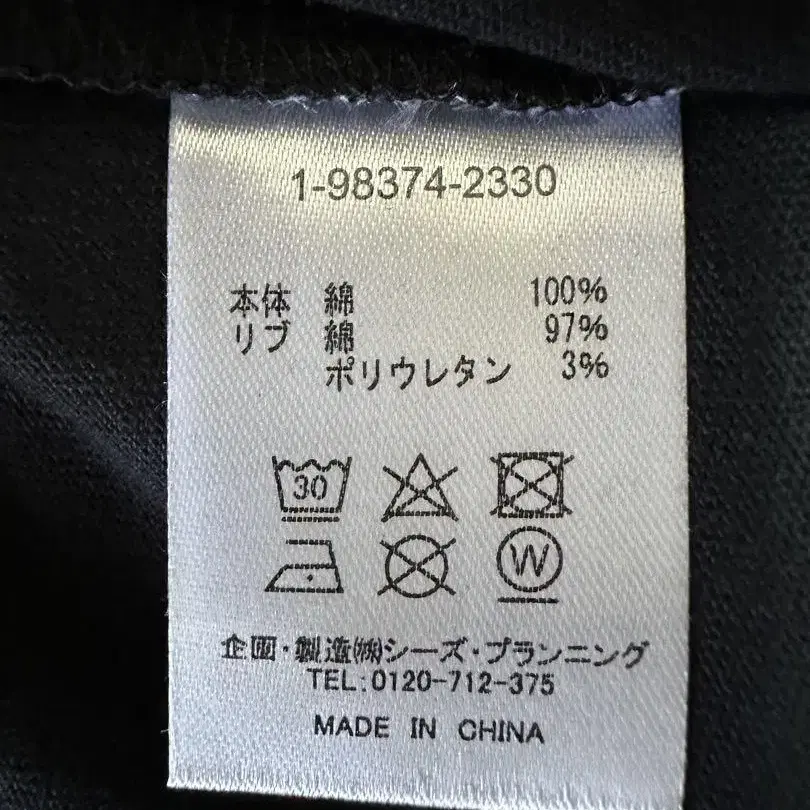 1-98374-2330
本体 綿 100%
リブ 綿 97%
ポリウレタン 3%
30
W
企画・製造㈱シーズ・プランニング
TEL:0120-712-375
MADE IN CHINA